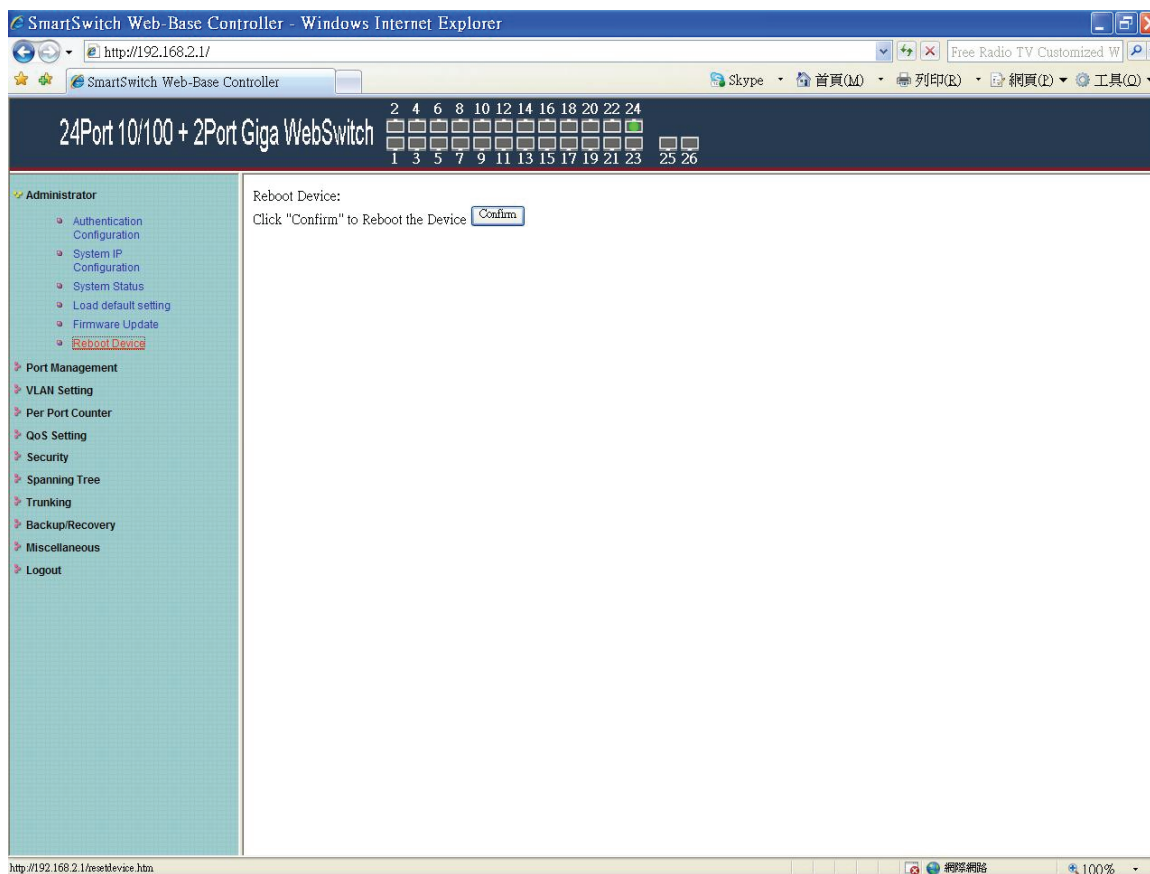 SmartSwitch Web-Base Controller - Windows Internet Explorer
http://192.168.2.1/
Free Radio TV Customized W
SmartSwitch Web-Base Controller
Skype
首頁(M)
列印(R)
網頁(P)
工具(O)
24Port 10/100 + 2Port Giga WebSwitch
2 4 6 8 10 12 14 16 18 20 22 24
1 3 5 7 9 11 13 15 17 19 21 23 25 26
Administrator
Authentication
Configuration
System IP
Configuration
System Status
Load default setting
Firmware Update
Reboot Device
Port Management
VLAN Setting
Per Port Counter
QoS Setting
Security
Spanning Tree
Trunking
Backup/Recovery
Miscellaneous
Logout
Reboot Device:
Click "Confirm" to Reboot the Device Confirm
http://192.168.2.1/resetdevice.htm
網際網路
100%